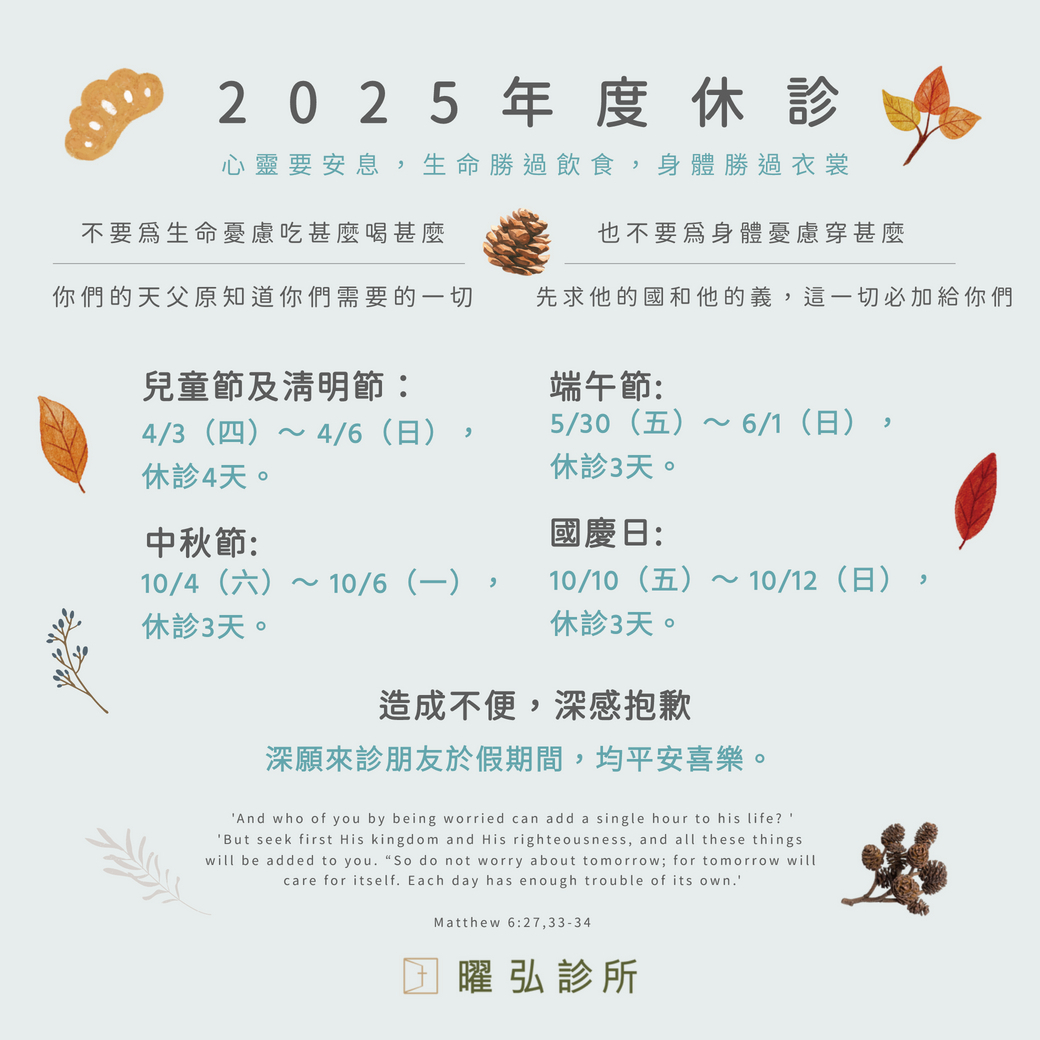 2025年度休診
心靈要安息，生命勝過飲食，身體勝過衣裳
不要爲生命憂慮吃甚麼喝甚麼
也不要爲身體憂慮穿甚麼
你們的天父原知道你們需要的一切
先求他的國和他的義，這一切必加給你們
兒童節及清明節：
4/3（四）～ 4/6（日），
休診4天。
端午節:
5/30（五）～ 6/1（日），
休診3天。
中秋節:
10/4（六）～ 10/6（一），
休診3天。
國慶日:
10/10（五）～ 10/12（日），
休診3天。
造成不便，深感抱歉
深願來診朋友於假期間，均平安喜樂。
'And who of you by being worried can add a single hour to his life? '
'But seek first His kingdom and His righteousness, and all these things
will be added to you. “So do not worry about tomorrow; for tomorrow will
care for itself. Each day has enough trouble of its own.'
Matthew 6:27,33-34
曜弘診所